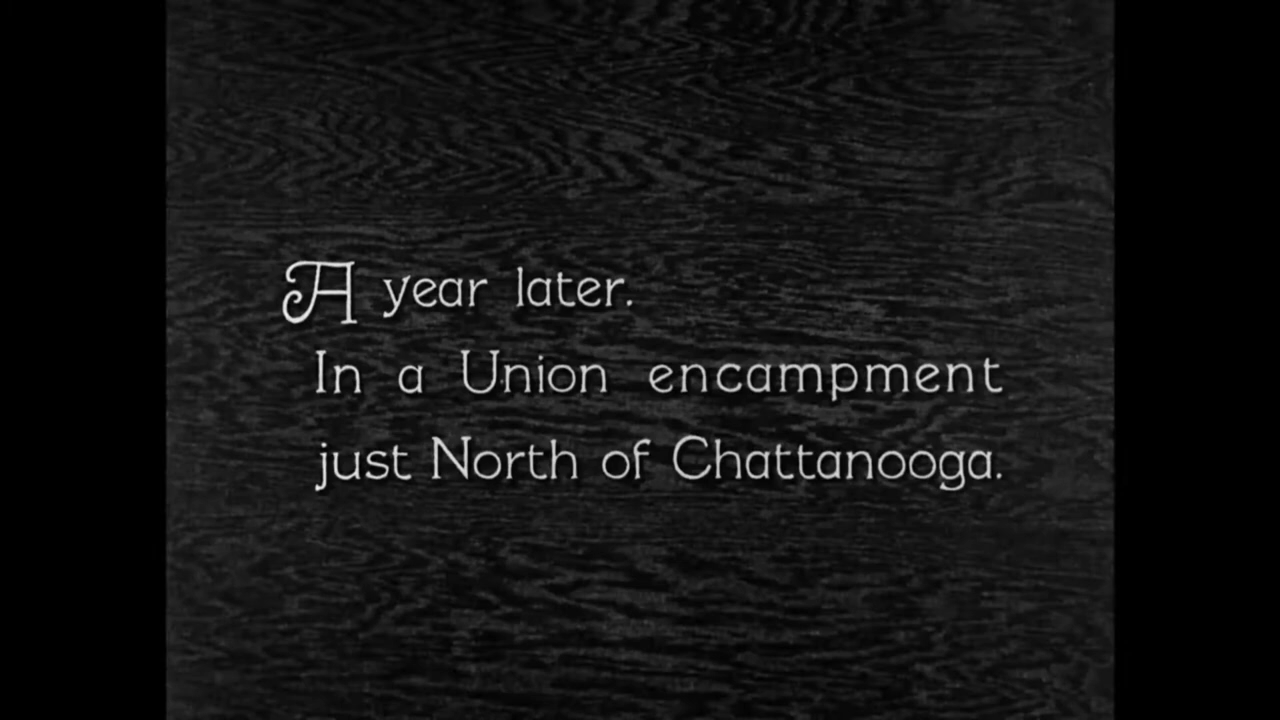 A year later.
In a Union encampment
just North of Chattanooga.